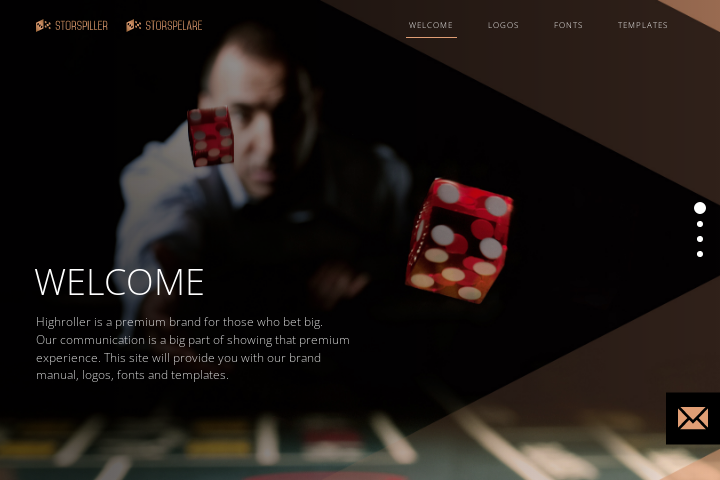 STORSPILLER STORSPELARE WELCOME LOGOS FONTS TEMPLATES
WELCOME
Highroller is a premium brand for those who bet big.
Our communication is a big part of showing that premium
experience. This site will provide you with our brand
manual, logos, fonts and templates.